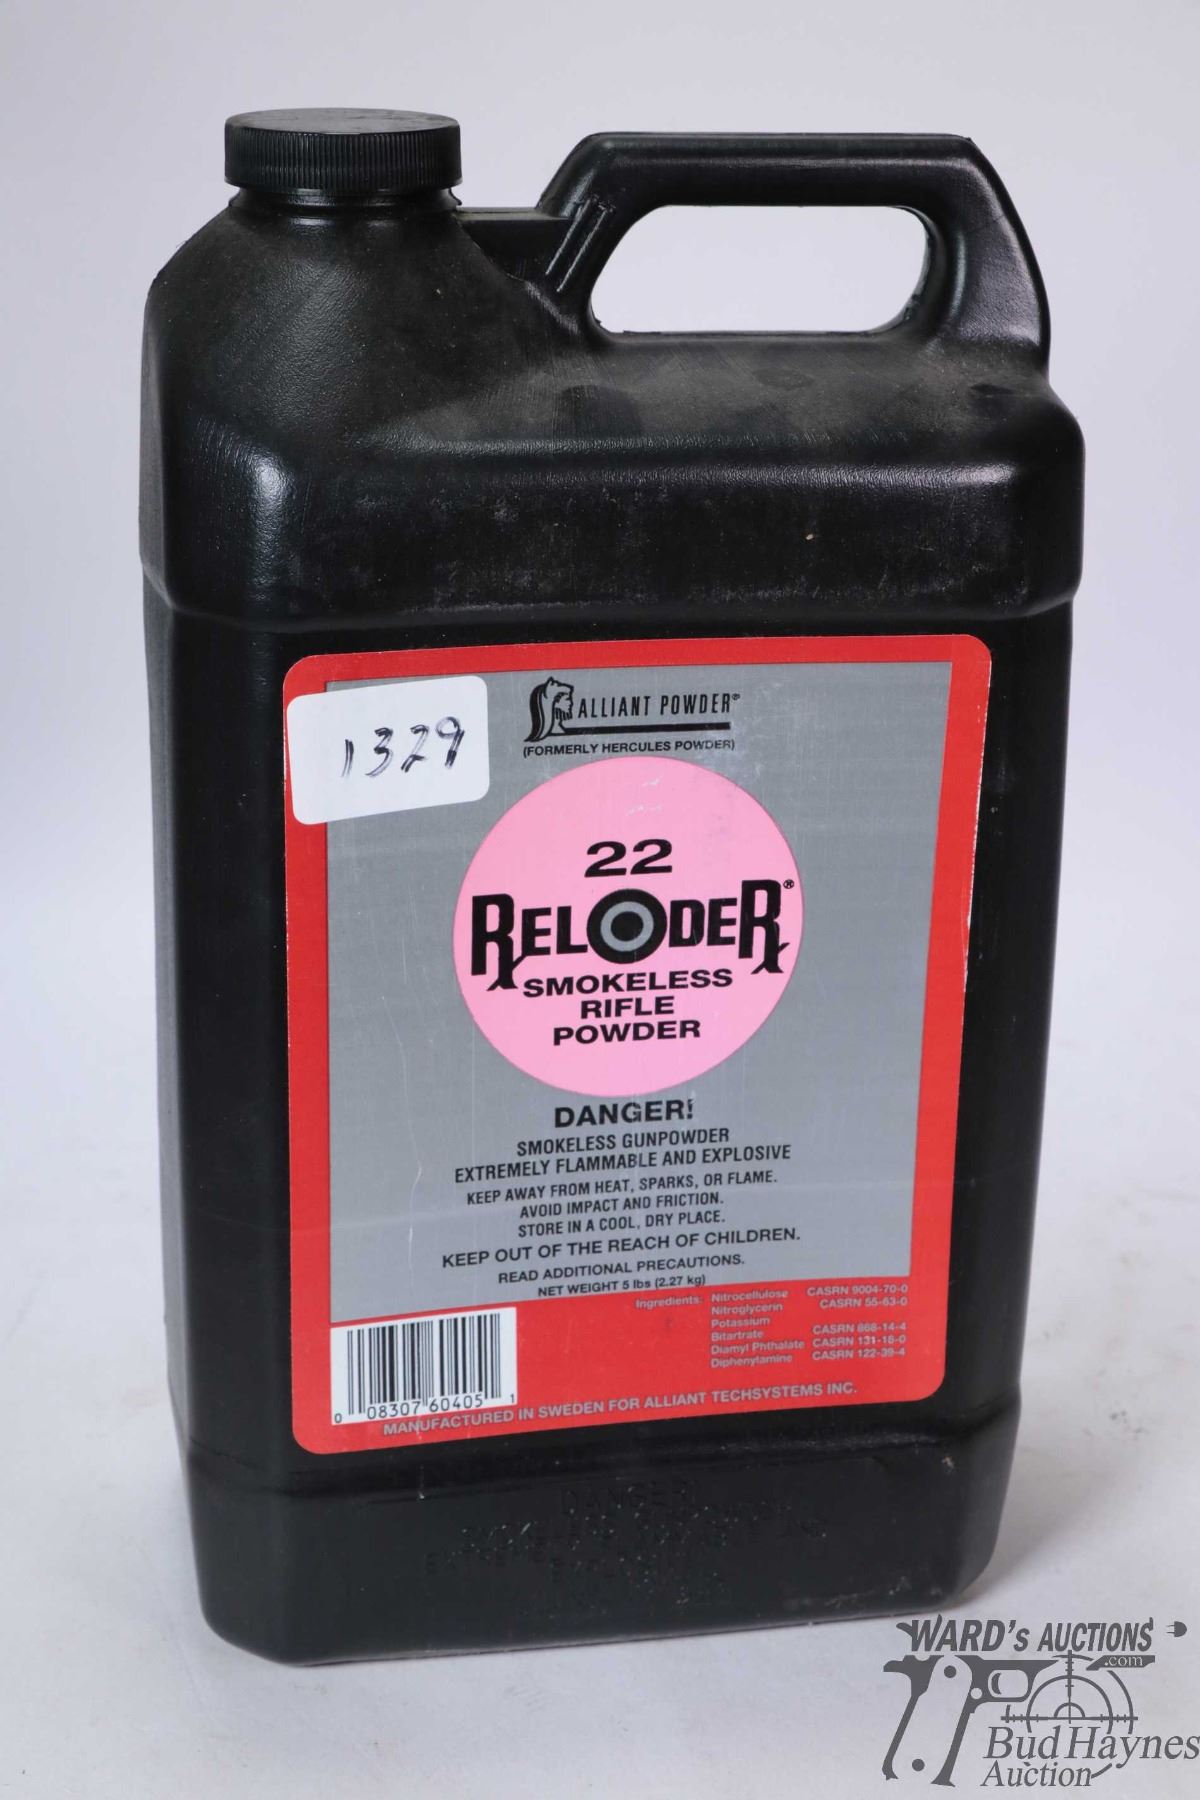 1329
ALLIANT POWDER®
(FORMERLY HERCULES POWDER)
22
RELODER®
SMOKELESS
RIFLE
POWDER
DANGER!
SMOKELESS GUNPOWDER
EXTREMELY FLAMMABLE AND EXPLOSIVE
KEEP AWAY FROM HEAT, SPARKS, OR FLAME.
AVOID IMPACT AND FRICTION.
STORE IN A COOL, DRY PLACE.
KEEP OUT OF THE REACH OF CHILDREN.
READ ADDITIONAL PRECAUTIONS.
NET WEIGHT 5 lbs (2.27 kg)
Ingredients: Nitrocellulose CASRN 9004-70-0
Nitroglycerin CASRN 55-63-0
Potassium
Bitartrate CASRN 868-14-4
Diamyl Phthalate CASRN 131-18-0
Diphenylamine CASRN 122-39-4
0 08307 60405 1
MANUFACTURED IN SWEDEN FOR ALLIANT TECHSYSTEMS INC.
DANGER!
WARD's AUCTIONS
.com
Bud Haynes
Auction